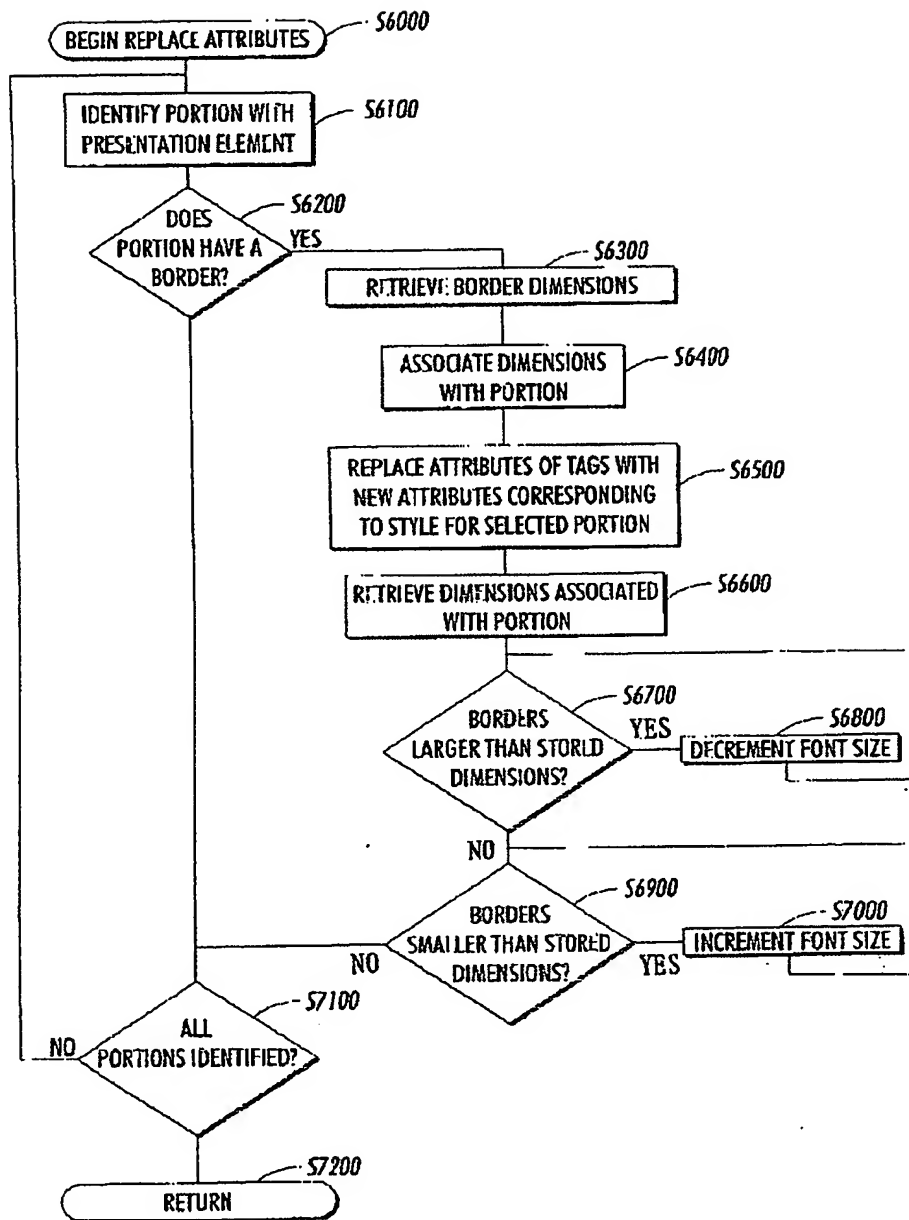 BEGIN REPLACE ATTRIBUTES
S6000
IDENTIFY PORTION WITH
PRESENTATION ELEMENT
S6100
DOES
PORTION HAVE A
BORDER?
S6200
YES
RETRIEVE BORDER DIMENSIONS
S6300
ASSOCIATE DIMENSIONS
WITH PORTION
S6400
REPLACE ATTRIBUTES OF TAGS WITH
NEW ATTRIBUTES CORRESPONDING
TO STYLE FOR SELECTED PORTION
S6500
RETRIEVE DIMENSIONS ASSOCIATED
WITH PORTION
S6600
BORDERS
LARGER THAN STORED
DIMENSIONS?
S6700
YES
S6800
DECREMENT FONT SIZE
NO
BORDERS
SMALLER THAN STORED
DIMENSIONS?
S6900
NO
YES
S7000
INCREMENT FONT SIZE
ALL
PORTIONS IDENTIFIED?
S7100
NO
RETURN
S7200